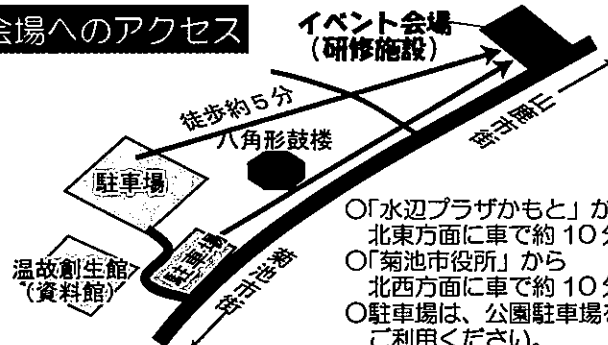 会場へのアクセス
イベント会場
(研修施設)
徒歩約5分
八角形鼓楼
山鹿市街
駐車場
駐車場
温故創生館
(資料館)
菊池市街
○「水辺プラザかもと」か
北東方面に車で約10分
○「菊池市役所」から
北西方面に車で約10分
○駐車場は、公園駐車場を
ご利用ください。